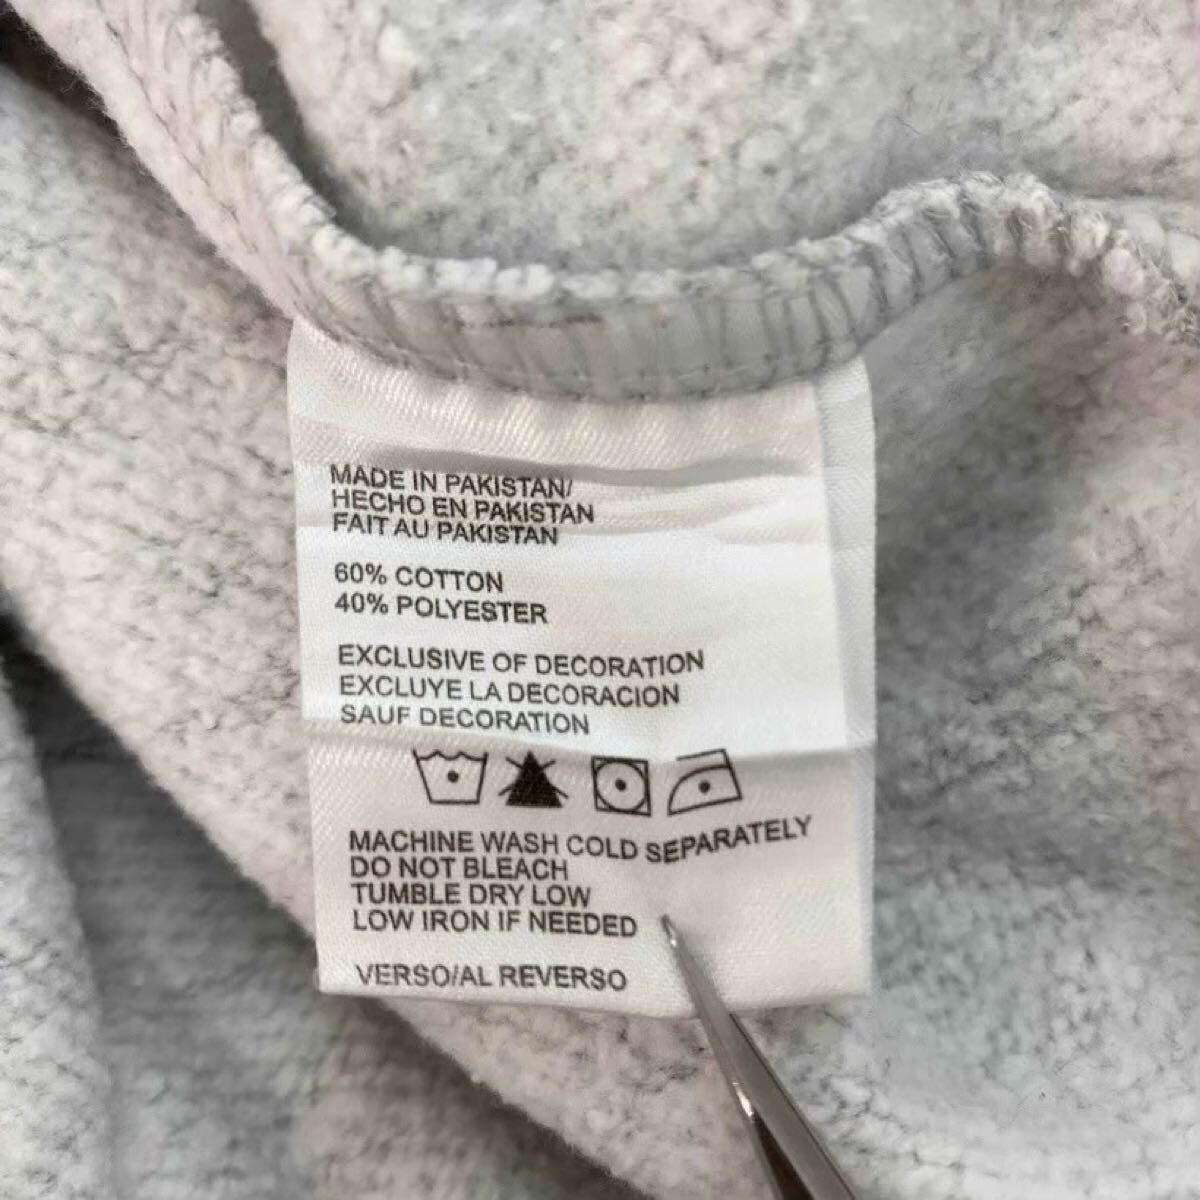 MADE IN PAKISTAN/
HECHO EN PAKISTAN
FAIT AU PAKISTAN
60% COTTON
40% POLYESTER
EXCLUSIVE OF DECORATION
EXCLUYE LA DECORACION
SAUF DECORATION
MACHINE WASH COLD SEPARATELY
DO NOT BLEACH
TUMBLE DRY LOW
LOW IRON IF NEEDED
VERSO/AL REVERSO